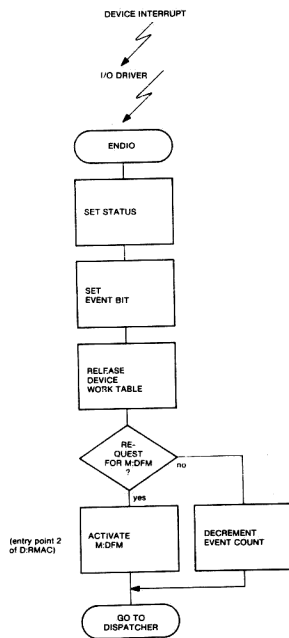 DEVICE INTERRUPT
I/O DRIVER
ENDIO
SET STATUS
SET
EVENT BIT
RELEASE
DEVICE
WORK TABLE
RE-
QUEST
FOR M:DFM
?
no
yes
(entry point 2
of D:RMAC)
ACTIVATE
M:DFM
DECREMENT
EVENT COUNT
GO TO
DISPATCHER